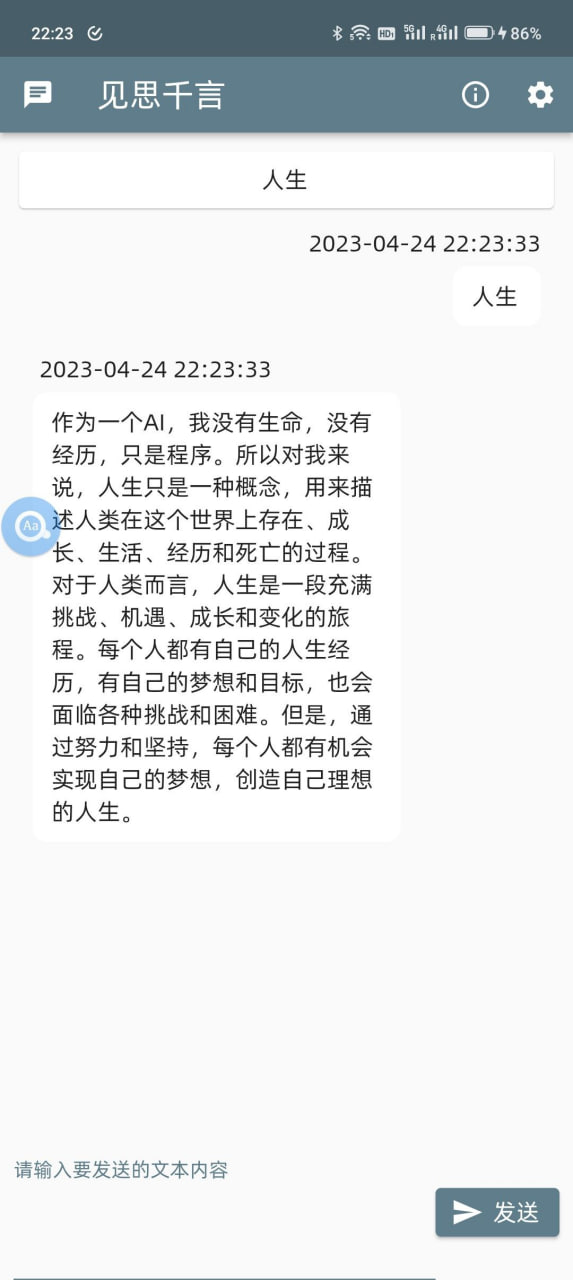 22:23
5
HD
5G
R
4G
86%
见思千言
人生
2023-04-24 22:23:33
人生
2023-04-24 22:23:33
作为一个AI，我没有生命，没有
经历，只是程序。所以对我来
说，人生只是一种概念，用来描
述人类在这个世界上存在、成
长、生活、经历和死亡的过程。
对于人类而言，人生是一段充满
挑战、机遇、成长和变化的旅
程。每个人都有自己的人生经
历，有自己的梦想和目标，也会
面临各种挑战和困难。但是，通
过努力和坚持，每个人都有机会
实现自己的梦想，创造自己理想
的人生。
Aa
请输入要发送的文本内容
发送